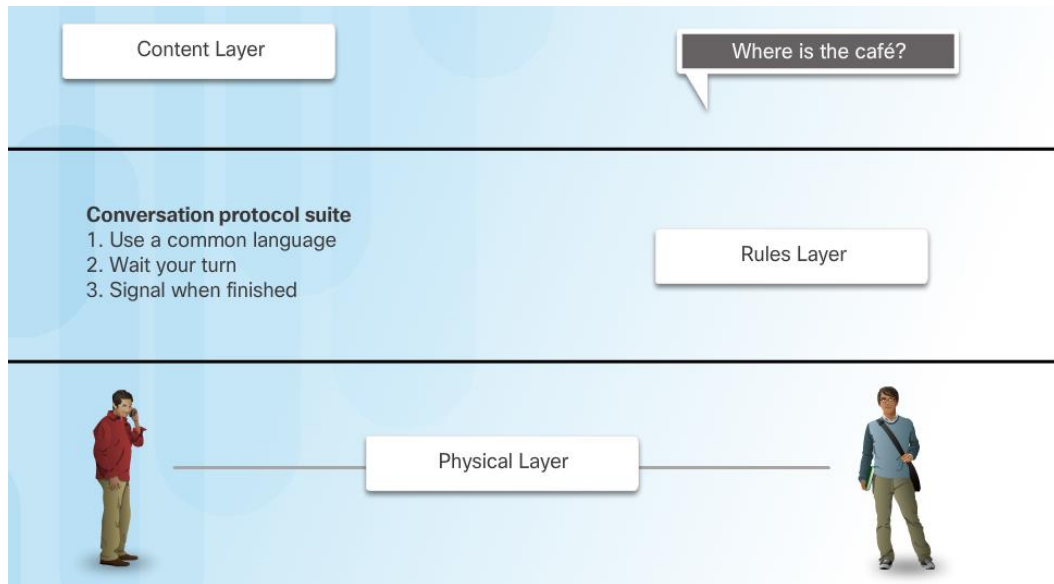 Content Layer
Where is the café?
Conversation protocol suite
1. Use a common language
2. Wait your turn
3. Signal when finished
Rules Layer
Physical Layer